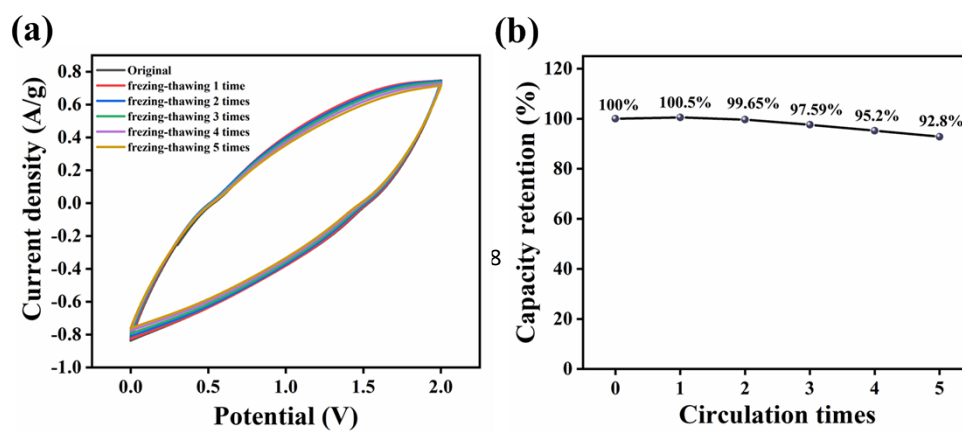 (a)
Current density (A/g)
0.8
0.6
0.4
0.2
0.0
-0.2
-0.4
-0.6
-0.8
-1.0
Original
frezing-thawing 1 time
frezing-thawing 2 times
frezing-thawing 3 times
frezing-thawing 4 times
frezing-thawing 5 times
0.0 0.5 1.0 1.5 2.0
Potential (V)
8
(b)
Capacity retention (%)
120
100
80
60
40
20
0
100% 100.5% 99.65% 97.59% 95.2% 92.8%
0 1 2 3 4 5
Circulation times